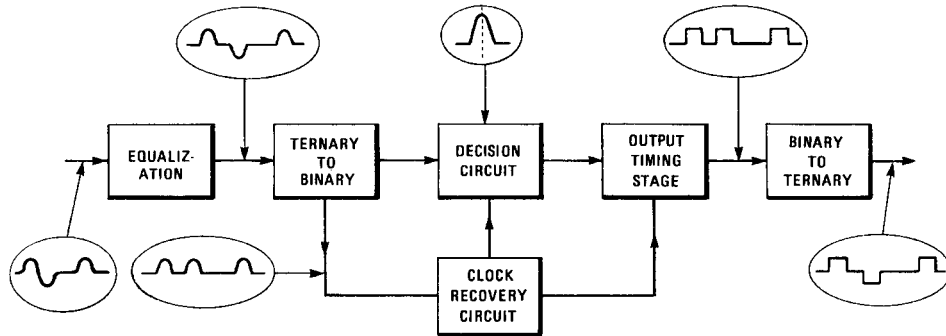 EQUALIZ-
ATION
TERNARY
TO
BINARY
DECISION
CIRCUIT
OUTPUT
TIMING
STAGE
BINARY
TO
TERNARY
CLOCK
RECOVERY
CIRCUIT